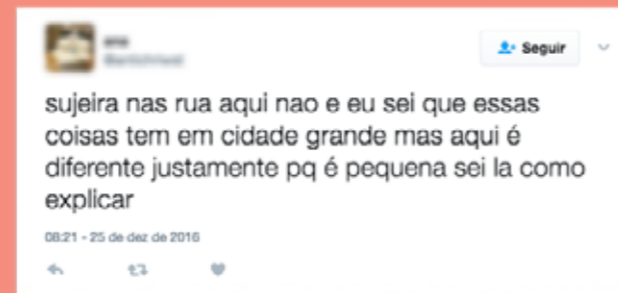 Seguir
sujeira nas rua aqui nao e eu sei que essas
coisas tem em cidade grande mas aqui é
diferente justamente pq é pequena sei la como
explicar
08:21 - 25 de dez de 2016